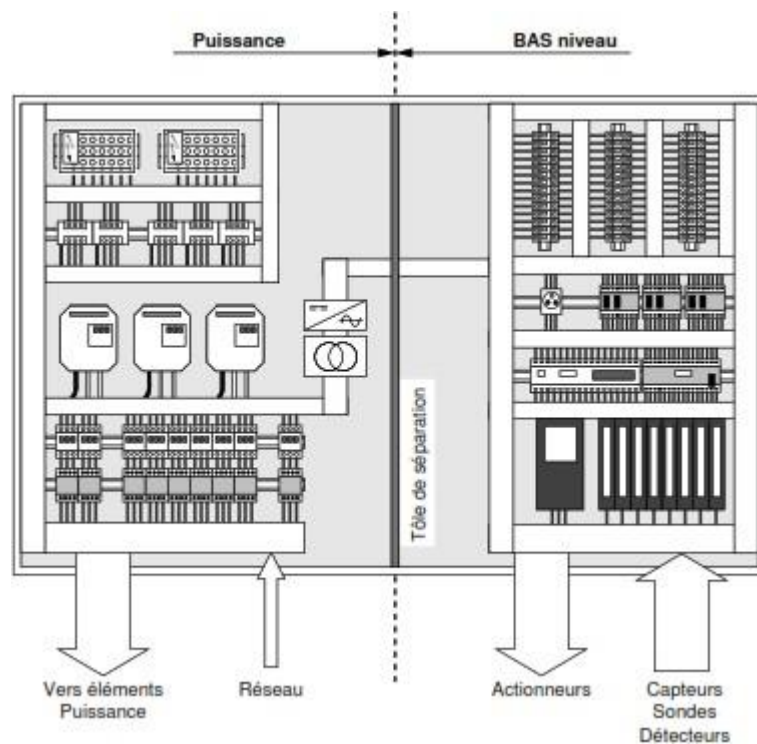 Puissance
BAS niveau
Tôle de séparation
Vers éléments
Puissance
Réseau
Actionneurs
Capteurs
Sondes
Détecteurs